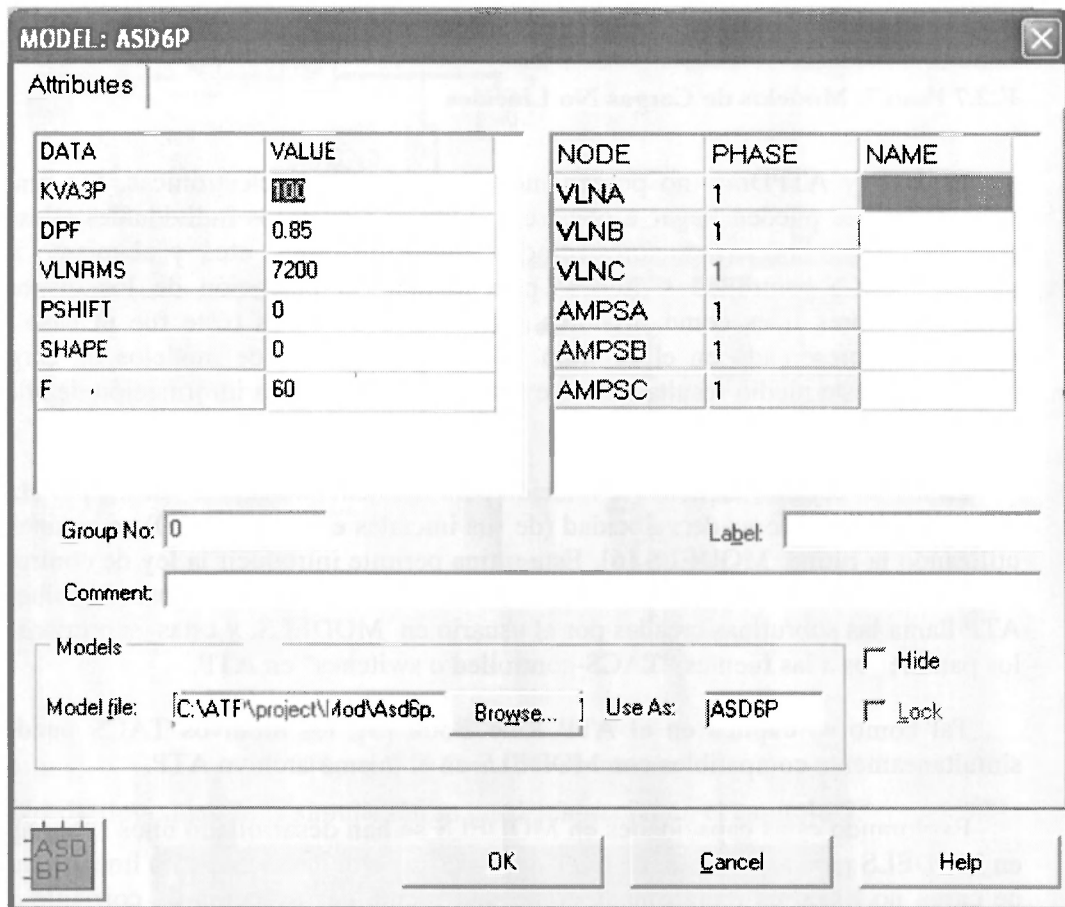 MODEL: ASD6P
Attributes
DATA VALUE
KVA3P 100
DPF 0.85
VLNRMS 7200
PSHIFT 0
SHAPE 0
F 60
NODE PHASE NAME
VLNA 1
VLNB 1
VLNC 1
AMPSA 1
AMPSB 1
AMPSC 1
Group No: 0
Label:
Comment:
Models
Model file: C:\ATP\project\Mod\Asd6p. Browse... Use As: ASD6P
Hide
Lock
ASD
OK Cancel Help